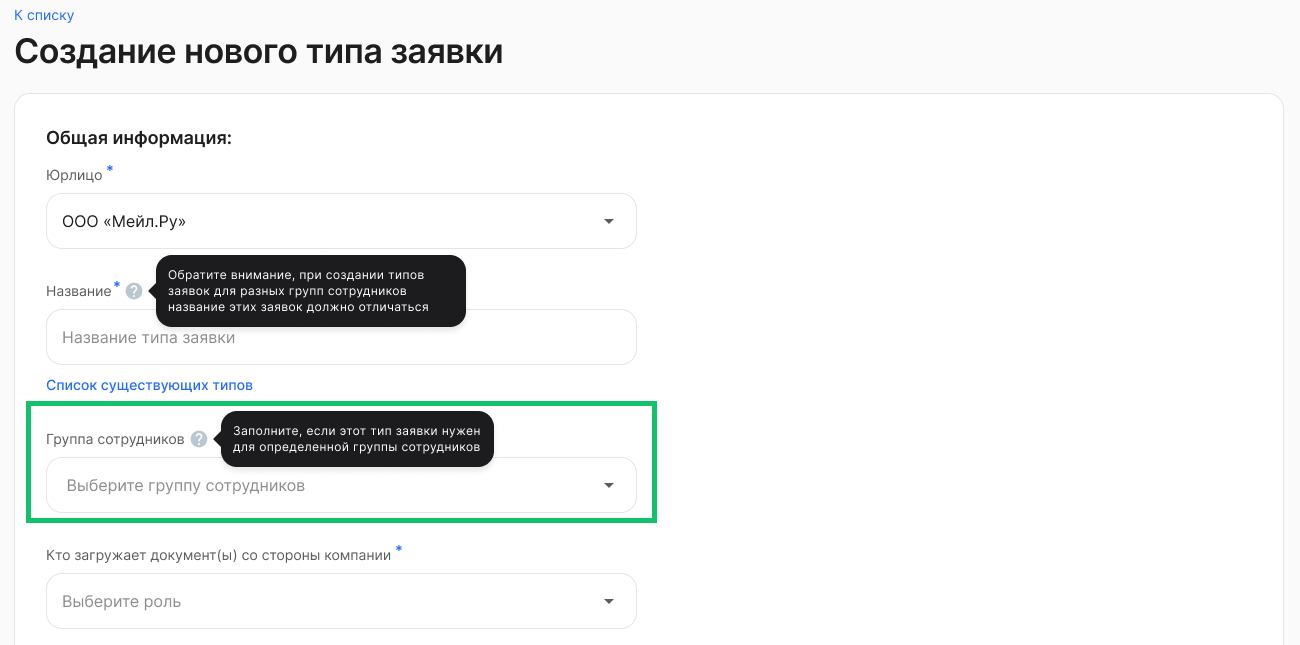 К списку
Создание нового типа заявки
Общая информация:
Юрлицо *
ООО «Мейл.Ру»
Название * ?
Обратите внимание, при создании типов
заявок для разных групп сотрудников
название этих заявок должно отличаться
Название типа заявки
Список существующих типов
Группа сотрудников ?
Заполните, если этот тип заявки нужен
для определенной группы сотрудников
Выберите группу сотрудников
Кто загружает документ(ы) со стороны компании *
Выберите роль